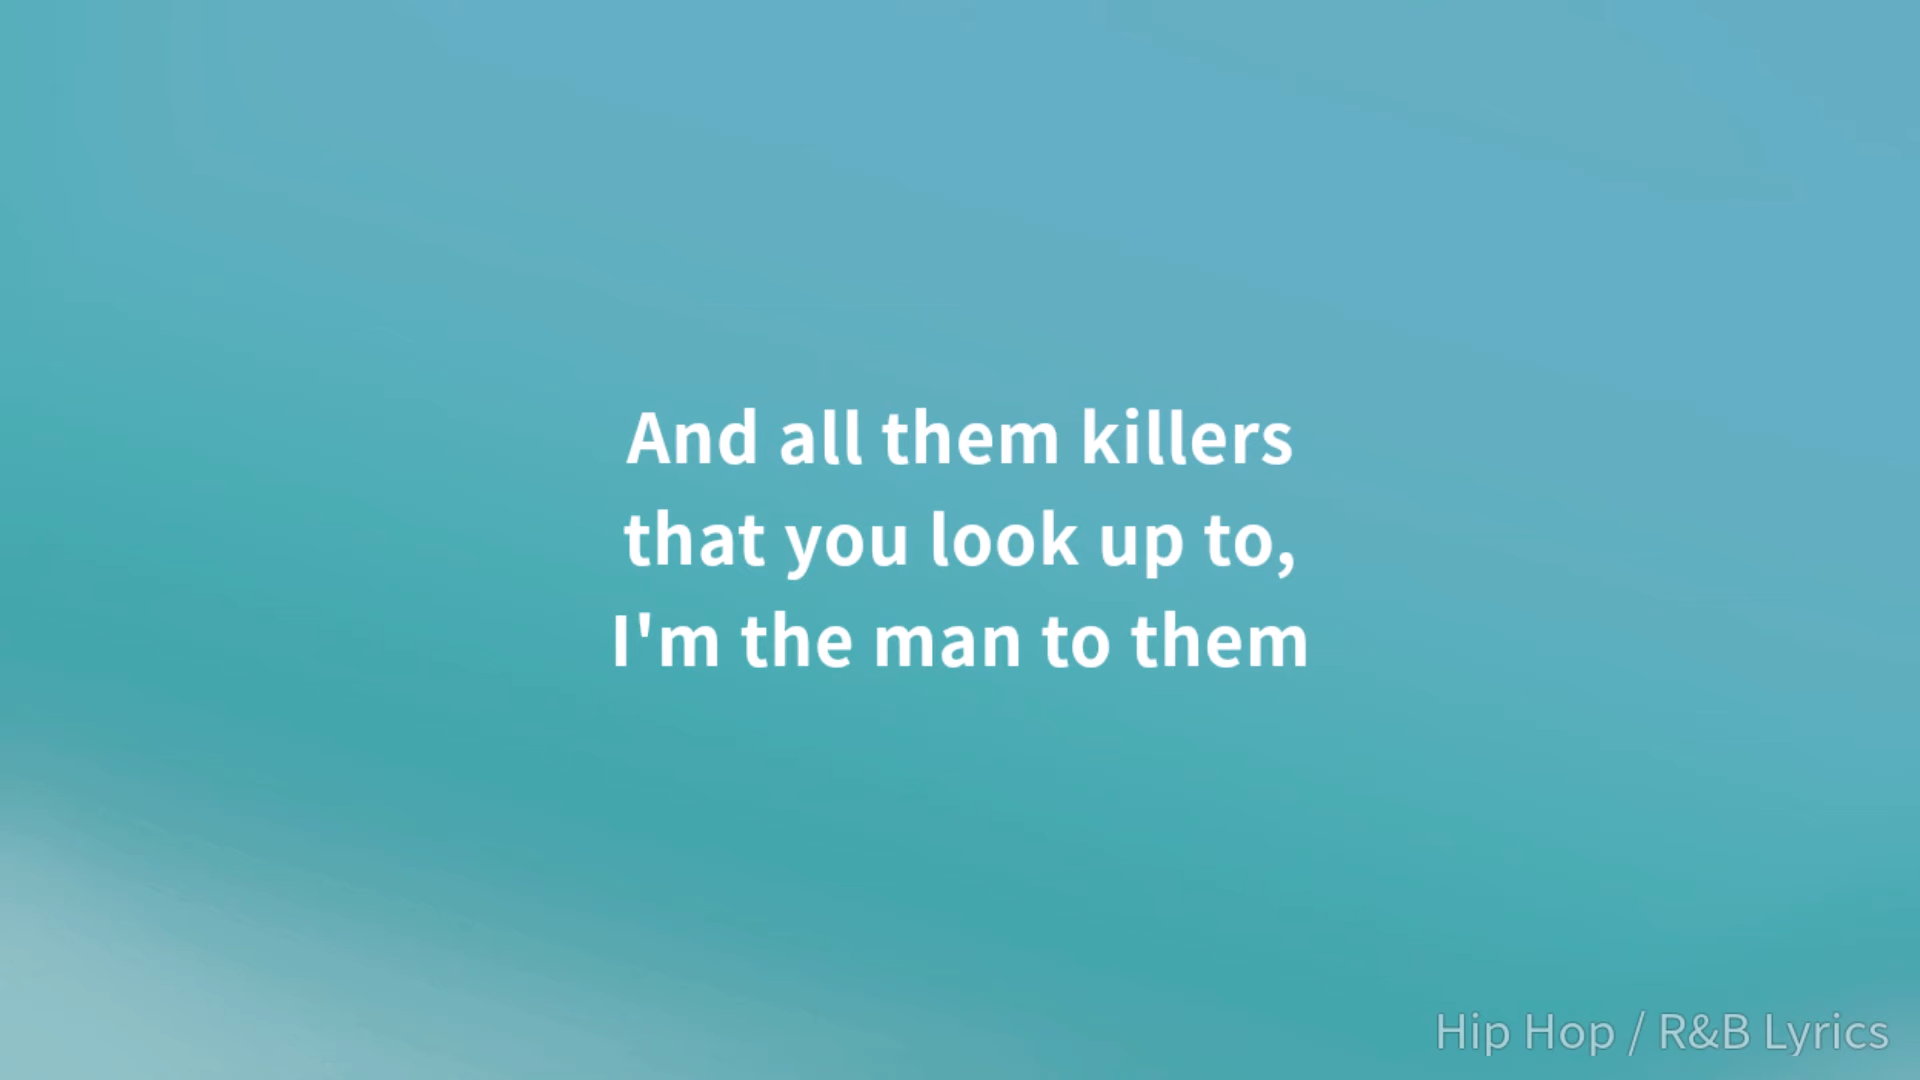 And all them killers
that you look up to,
I'm the man to them
Hip Hop / R&B Lyrics